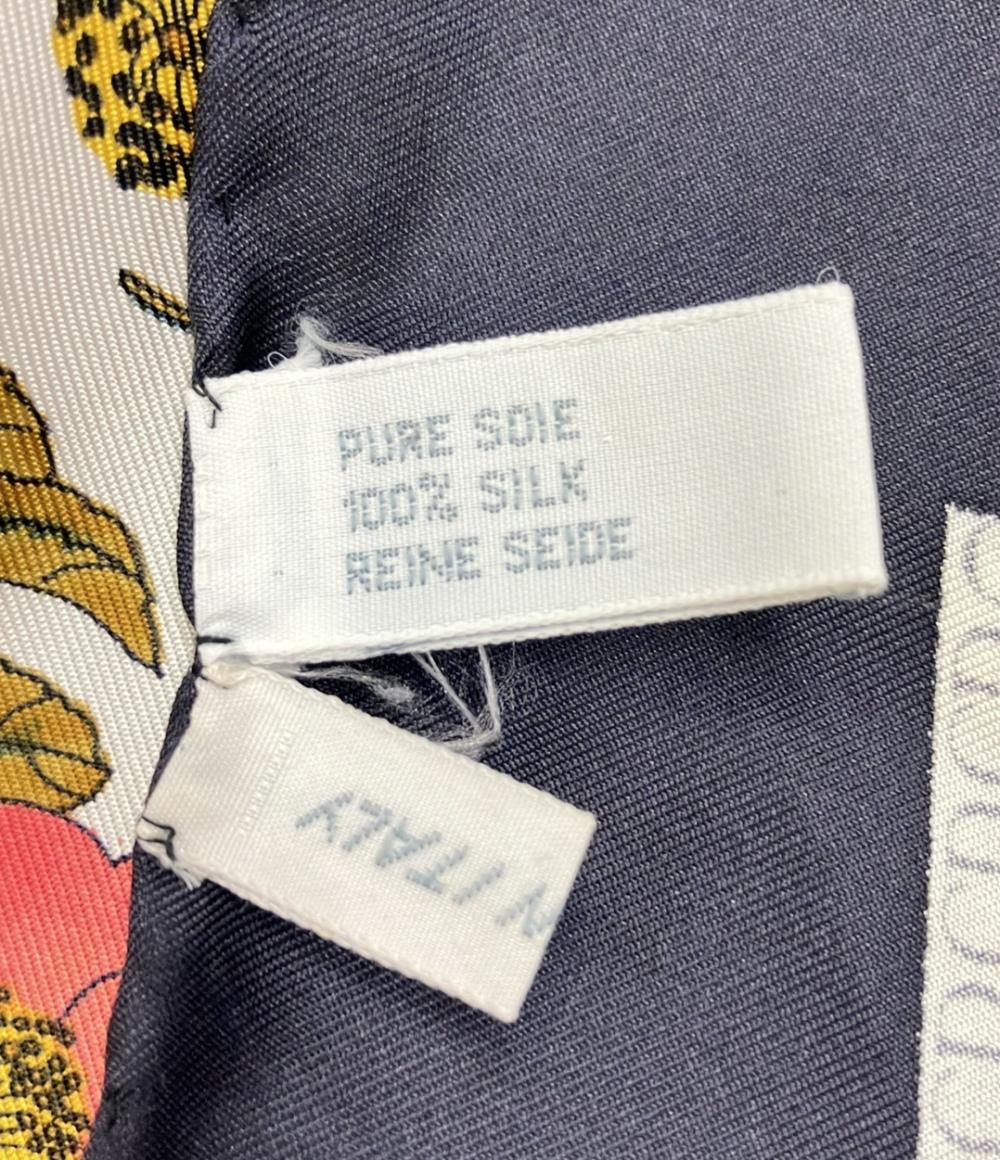 PURE SOIE
100% SILK
REINE SEIDE
N ITALY